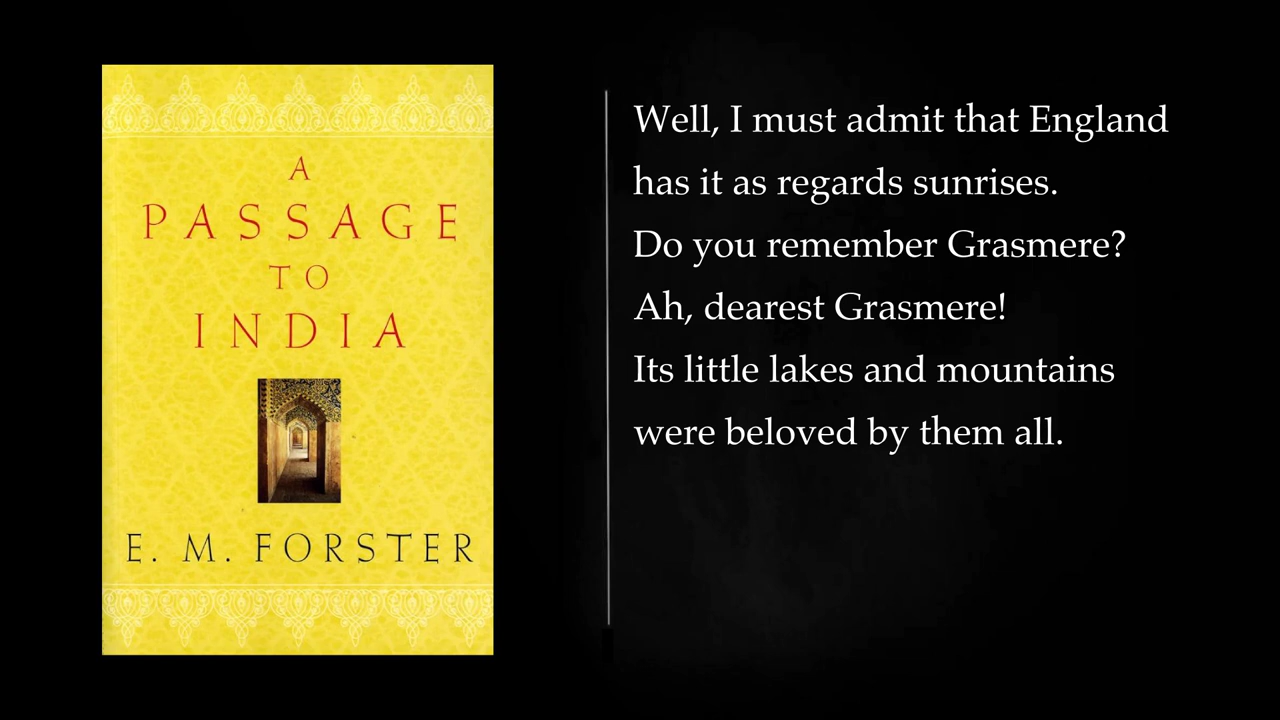 A
PASSAGE
TO
INDIA
E. M. FORSTER
Well, I must admit that England
has it as regards sunrises.
Do you remember Grasmere?
Ah, dearest Grasmere!
Its little lakes and mountains
were beloved by them all.